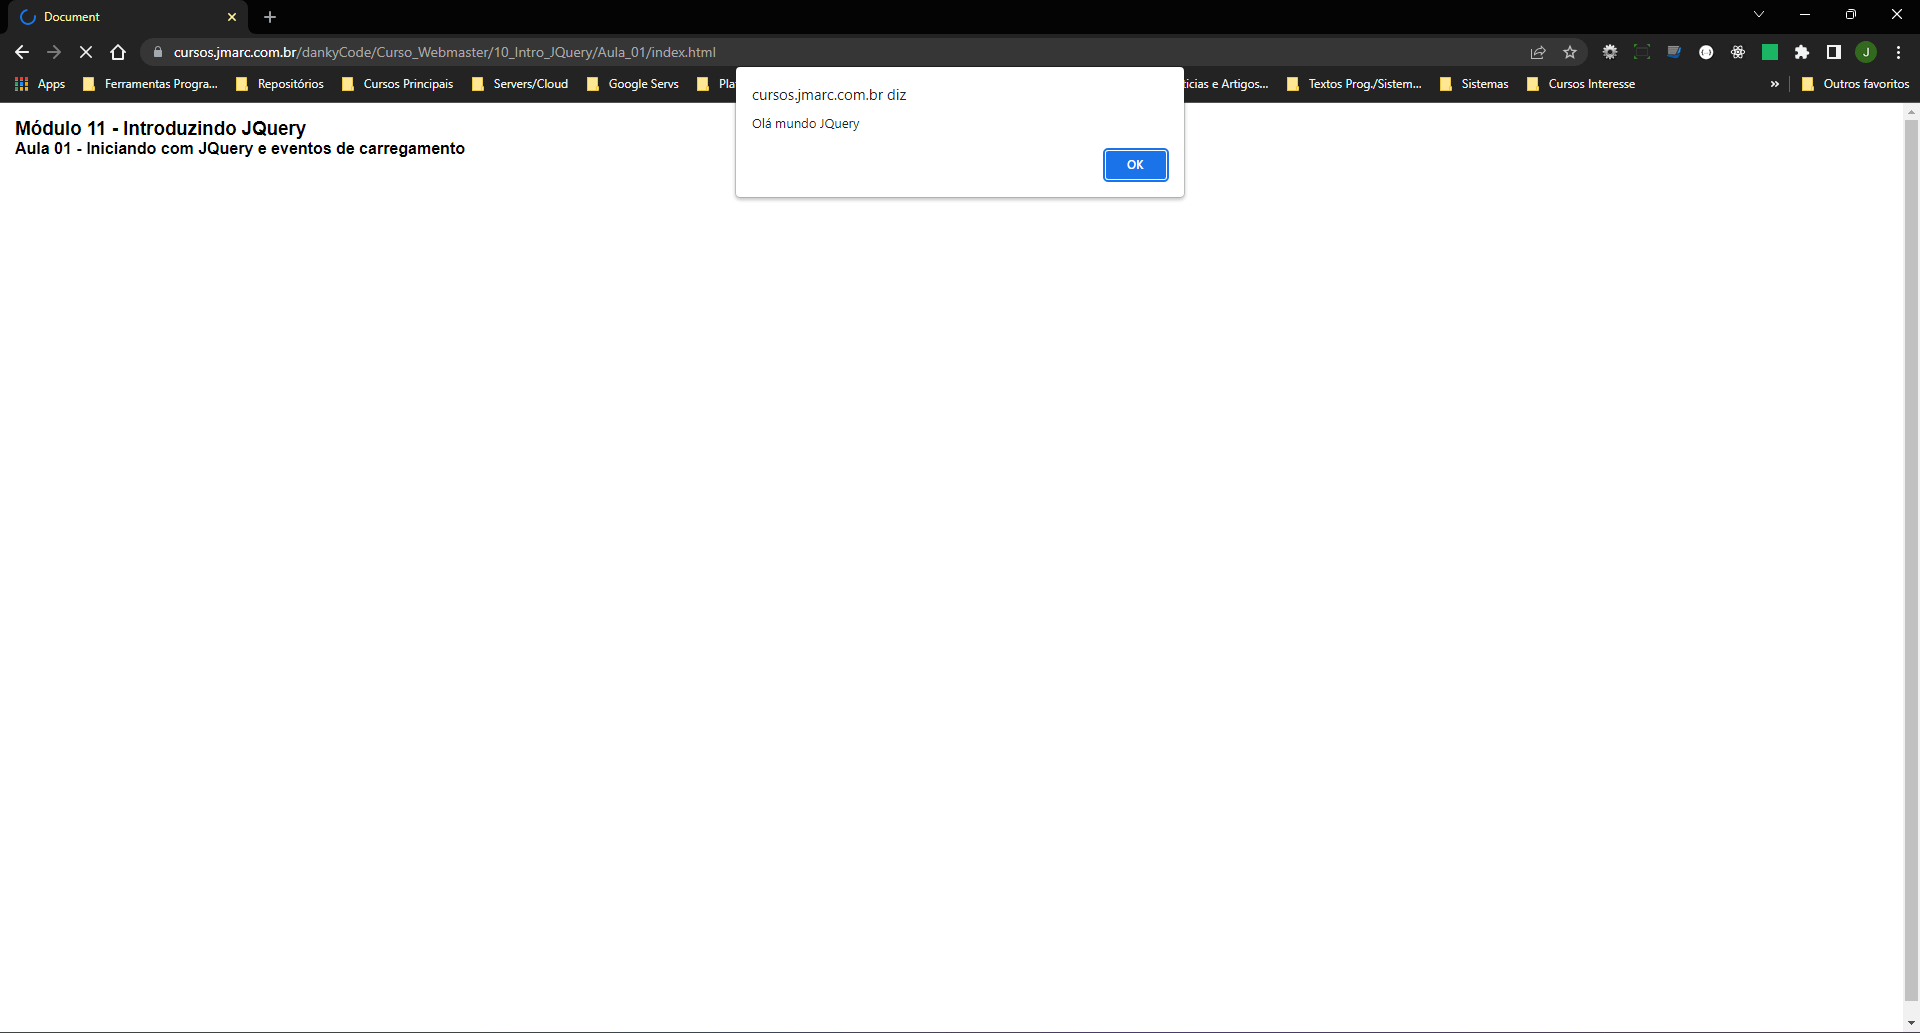 Document
cursos.jmarc.com.br/dankyCode/Curso_Webmaster/10_Intro_JQuery/Aula_01/index.html
J
Apps Ferramentas Progra... Repositórios Cursos Principais Servers/Cloud Google Servs Pla ticias e Artigos... Textos Prog./Sistem... Sistemas Cursos Interesse » Outros favoritos
cursos.jmarc.com.br diz
Olá mundo JQuery
OK
Módulo 11 - Introduzindo JQuery
Aula 01 - Iniciando com JQuery e eventos de carregamento